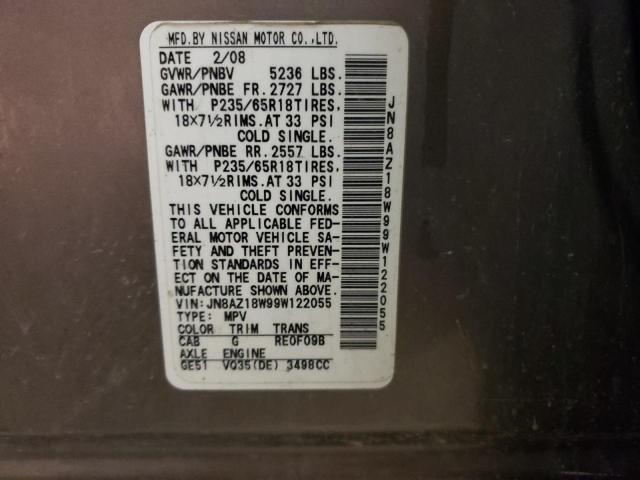 MFD.BY NISSAN MOTOR CO.,LTD.
DATE 2/08
GVWR/PNBV 5236 LBS.
GAWR/PNBE FR.2727 LBS.
WITH P235/65R18TIRES,
18×7½RIMS.AT 33 PSI
COLD SINGLE.
GAWR/PNBE RR.2557 LBS.
WITH P235/65R18TIRES,
18×7½RIMS.AT 33 PSI
COLD SINGLE.
THIS VEHICLE CONFORMS
TO ALL APPLICABLE FED-
ERAL MOTOR VEHICLE SA-
FETY AND THEFT PREVEN-
TION STANDARDS IN EFF-
ECT ON THE DATE OF MA-
NUFACTURE SHOWN ABOVE.
VIN:JN8AZ18W99W122055
TYPE: MPV
COLOR TRIM TRANS
CAB G RE0F09B
AXLE ENGINE
GE51 VQ35(DE) 3498CC
JN8AZ18W99W122055